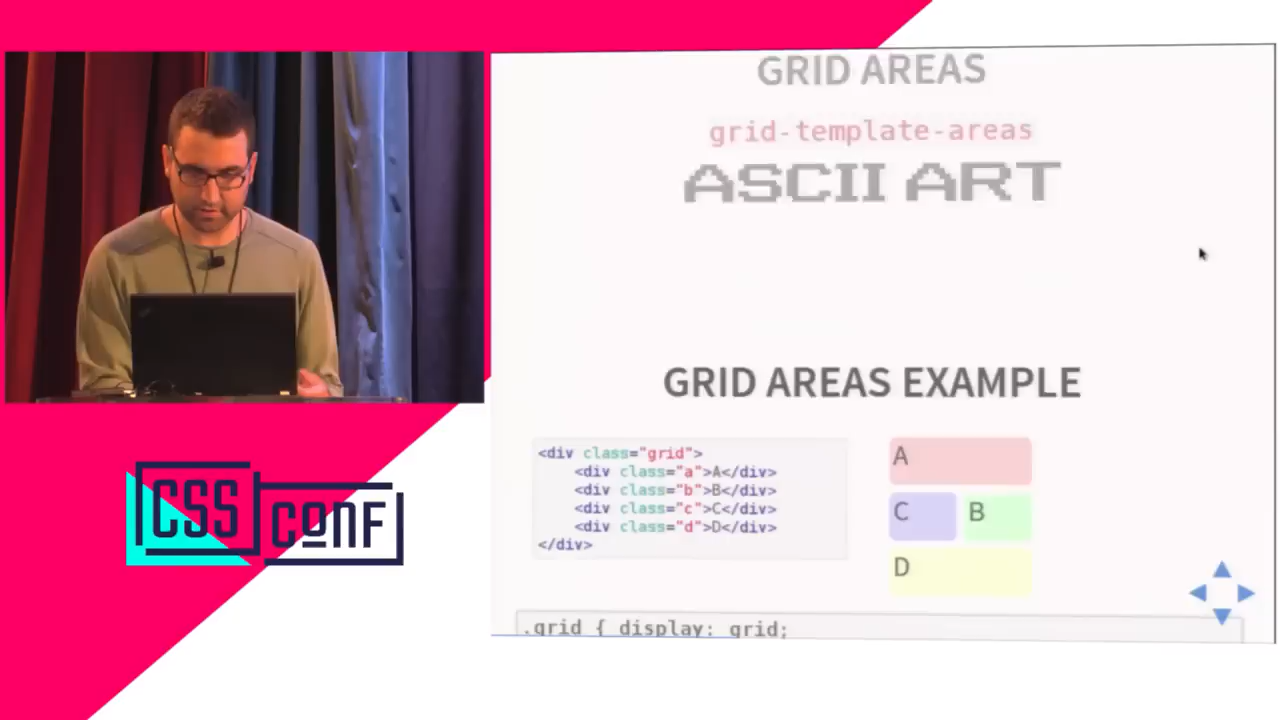 GRID AREAS
grid-template-areas
ASCII ART
GRID AREAS EXAMPLE
<div class="grid">
<div class="a">A</div>
<div class="b">B</div>
<div class="c">C</div>
<div class="d">D</div>
</div>
A
C B
D
.grid { display: grid;
CSS
conf